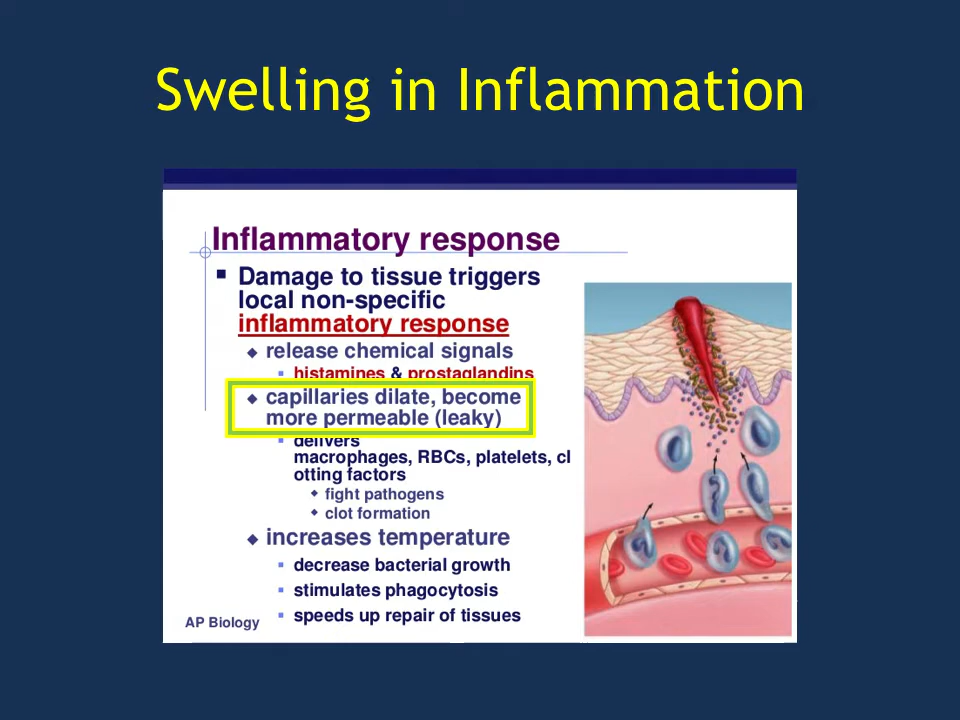 Swelling in Inflammation
Inflammatory response
Damage to tissue triggers
local non-specific
inflammatory response
release chemical signals
histamines & prostaglandins
capillaries dilate, become
more permeable (leaky)
delivers
macrophages, RBCs, platelets, cl
otting factors
fight pathogens
clot formation
increases temperature
decrease bacterial growth
stimulates phagocytosis
speeds up repair of tissues
AP Biology